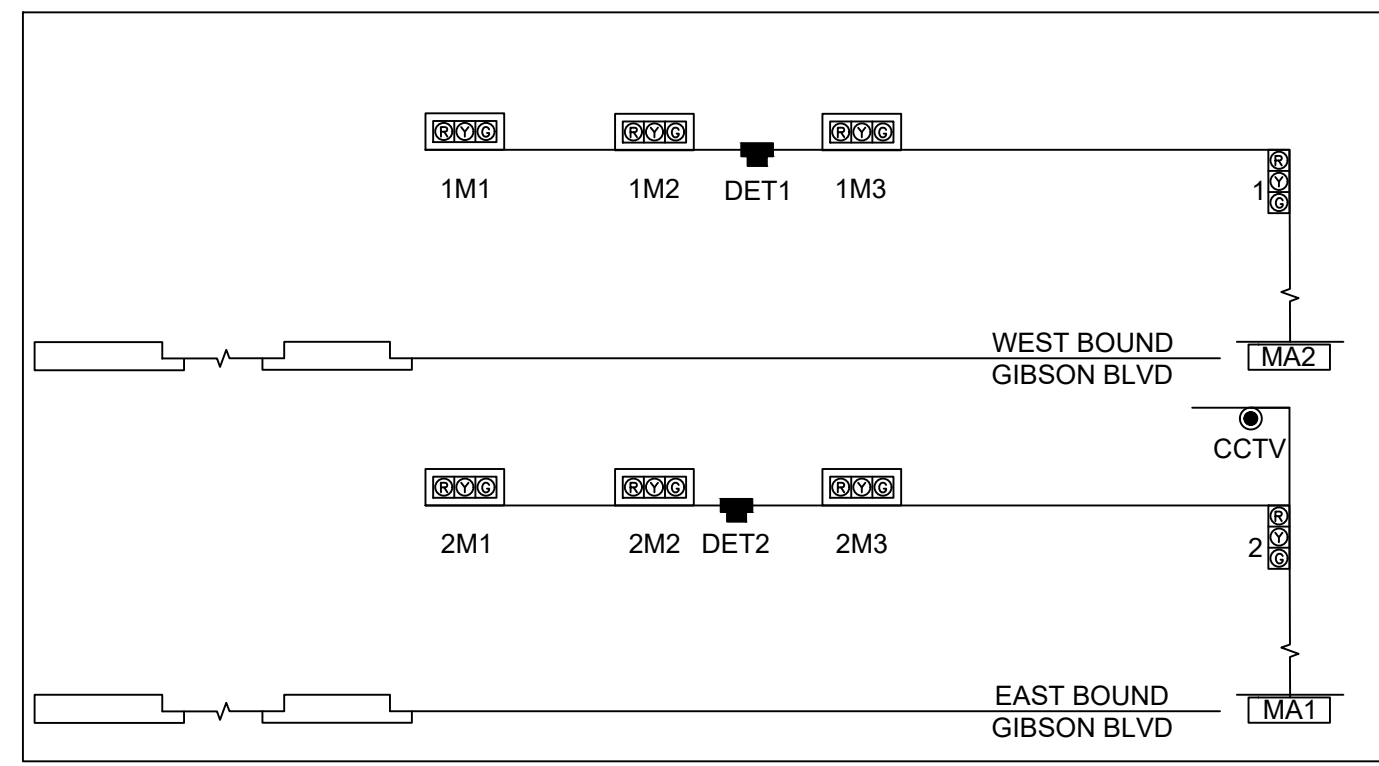 R Y G R Y G R Y G
1M1 1M2 DET1 1M3
R
1 Y
G
WEST BOUND
GIBSON BLVD
MA2
CCTV
R Y G R Y G R Y G
2M1 2M2 DET2 2M3
R
2 Y
G
EAST BOUND
GIBSON BLVD
MA1